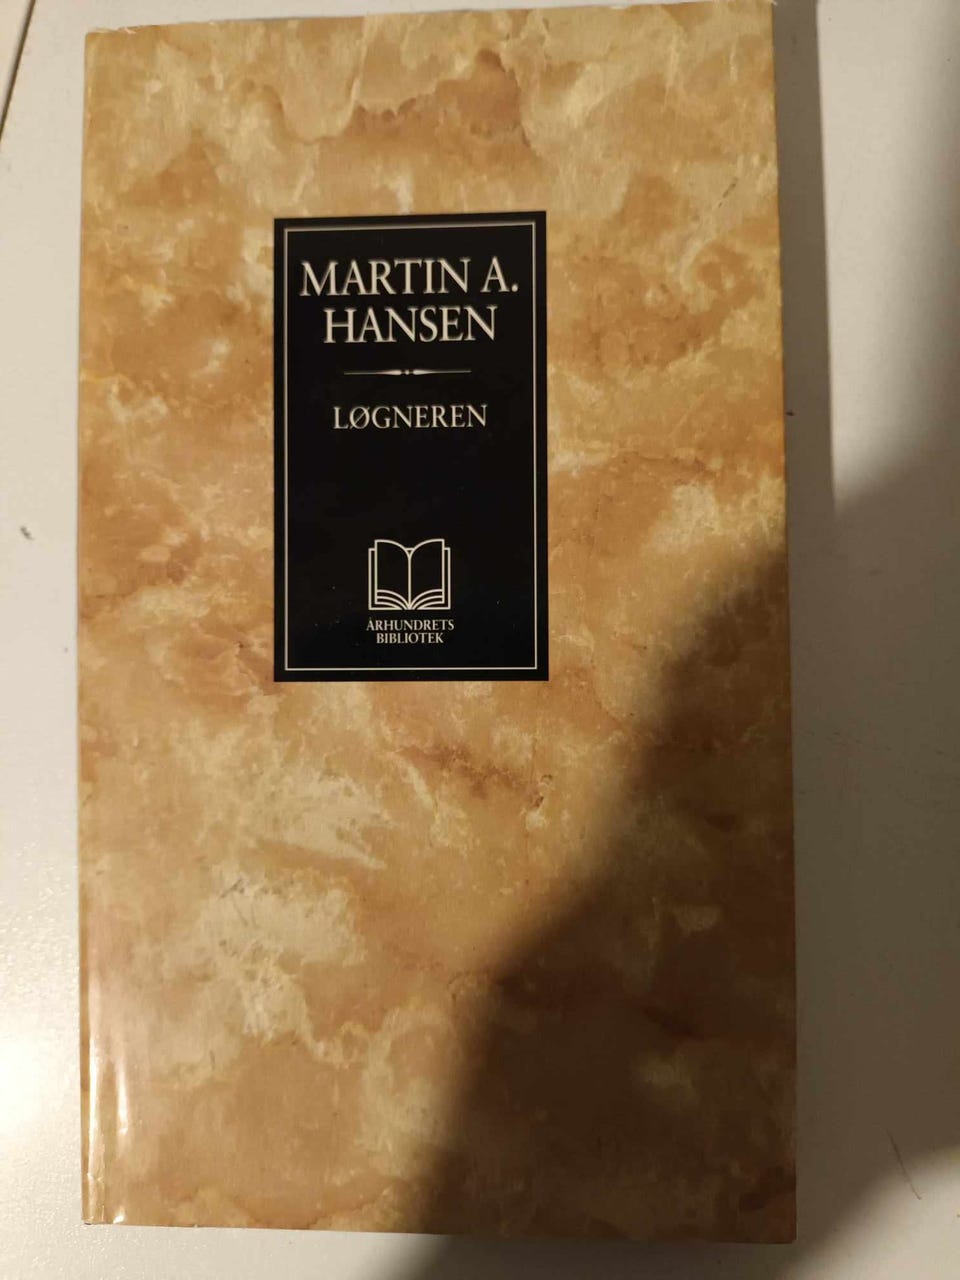 MARTIN A.
HANSEN
LØGNEREN
ÅRHUNDRETS
BIBLIOTEK